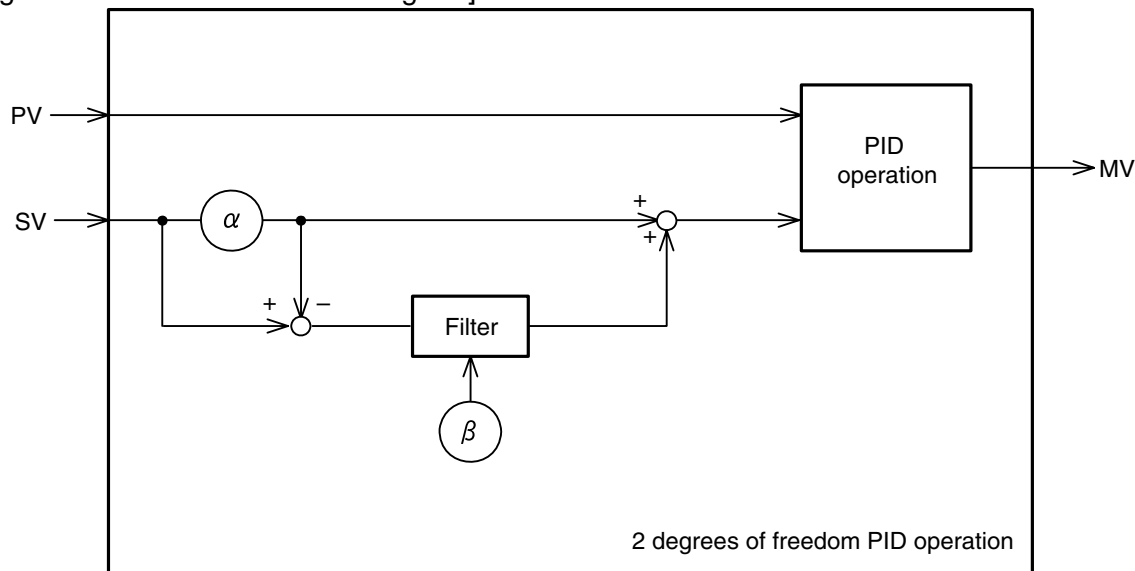 PV
PID
operation
MV
SV
α
+
+
+
−
Filter
β
2 degrees of freedom PID operation